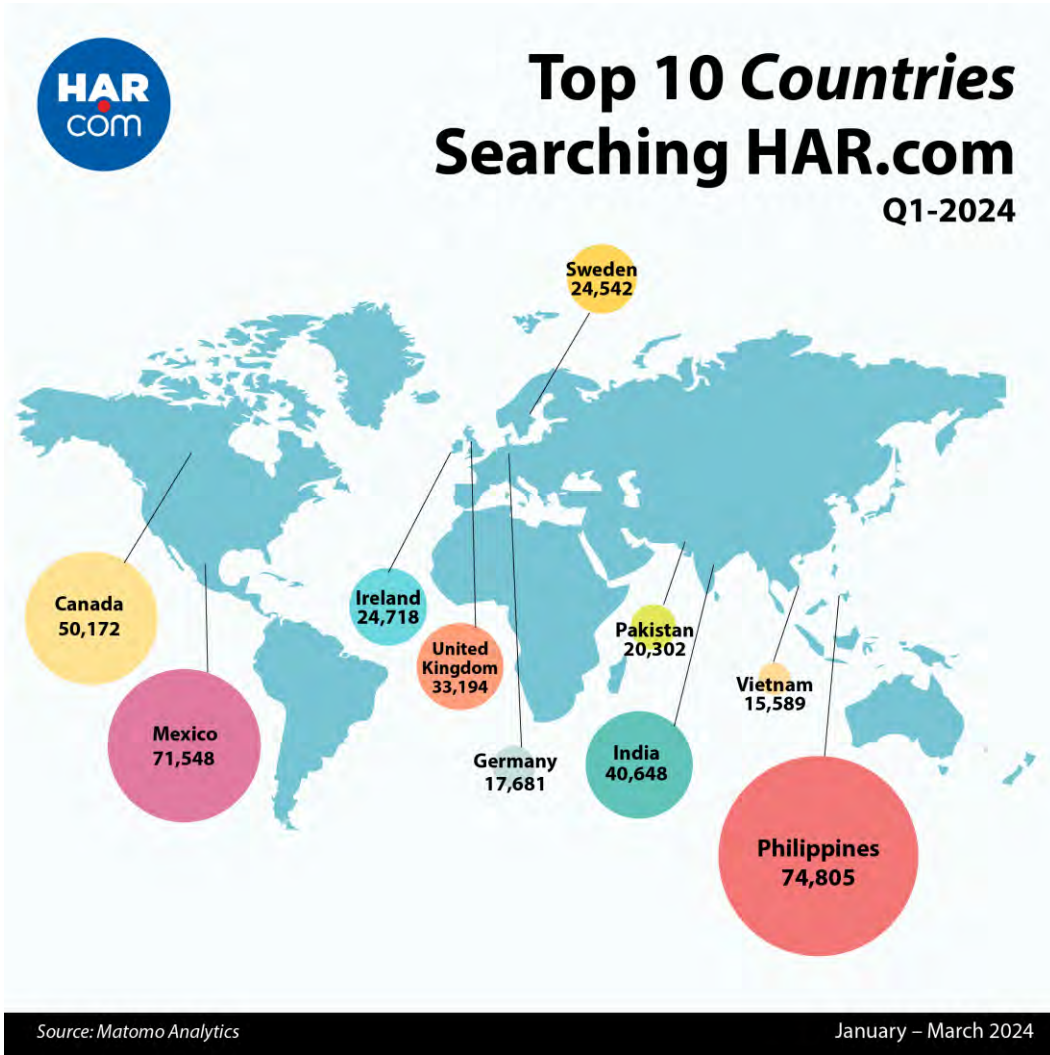 HAR
com
Top 10 Countries
Searching HAR.com
Q1-2024
Sweden
24,542
Canada
50,172
Mexico
71,548
Ireland
24,718
United
Kingdom
33,194
Germany
17,681
Pakistan
20,302
India
40,648
Vietnam
15,589
Philippines
74,805
Source: Matomo Analytics
January – March 2024